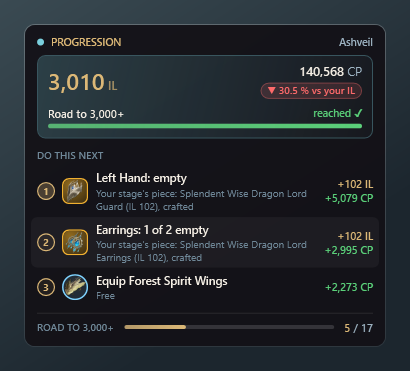 PROGRESSION
Ashveil
3,010 IL
140,568 CP
▼ 30.5 % vs your IL
Road to 3,000+
reached ✓
DO THIS NEXT
1
Left Hand: empty
Your stage's piece: Splendent Wise Dragon Lord
Guard (IL 102), crafted
+102 IL
+5,079 CP
2
Earrings: 1 of 2 empty
Your stage's piece: Splendent Wise Dragon Lord
Earrings (IL 102), crafted
+102 IL
+2,995 CP
3
Equip Forest Spirit Wings
Free
+2,273 CP
ROAD TO 3,000+
5 / 17